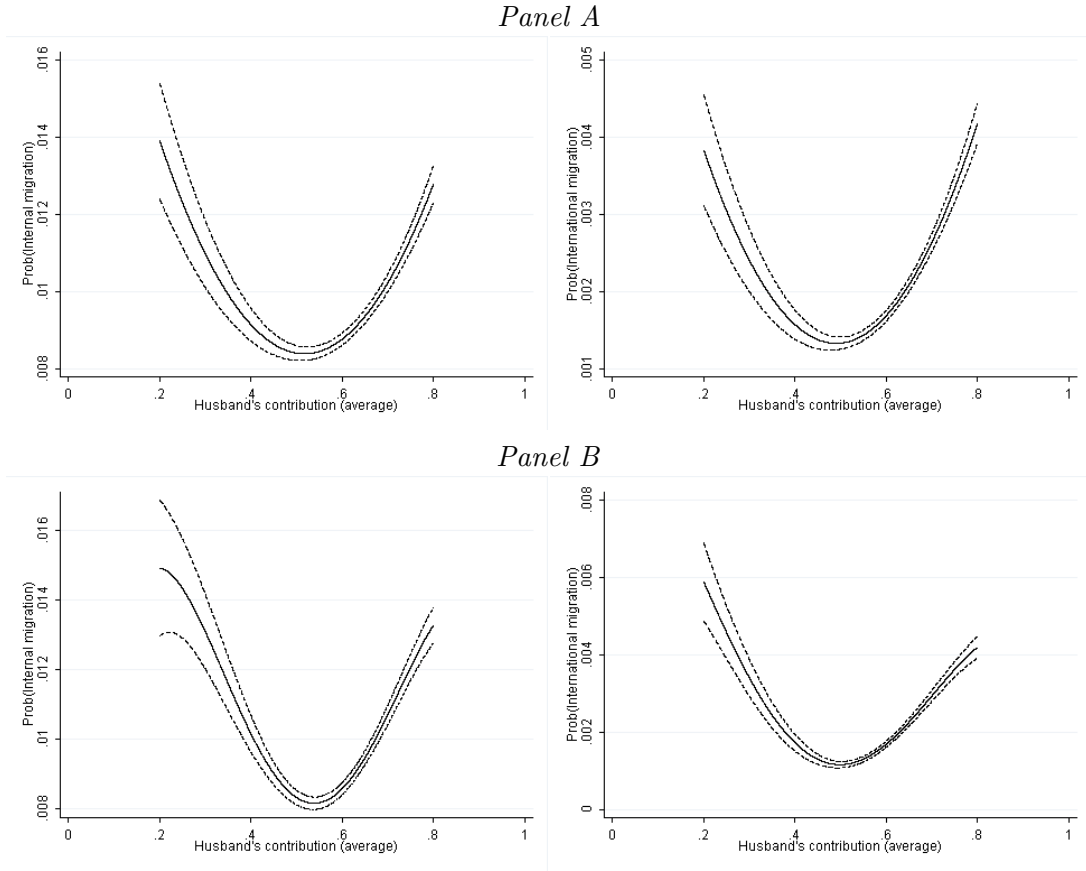 Panel A
Prob(Internal migration)
.008 .01 .012 .014 .016
0 .2 .4 .6 .8 1
Husband's contribution (average)
Prob(International migration)
.001 .002 .003 .004 .005
0 .2 .4 .6 .8 1
Husband's contribution (average)
Panel B
Prob(Internal migration)
.008 .01 .012 .014 .016
0 .2 .4 .6 .8 1
Husband's contribution (average)
Prob(International migration)
0 .002 .004 .006 .008
0 .2 .4 .6 .8 1
Husband's contribution (average)